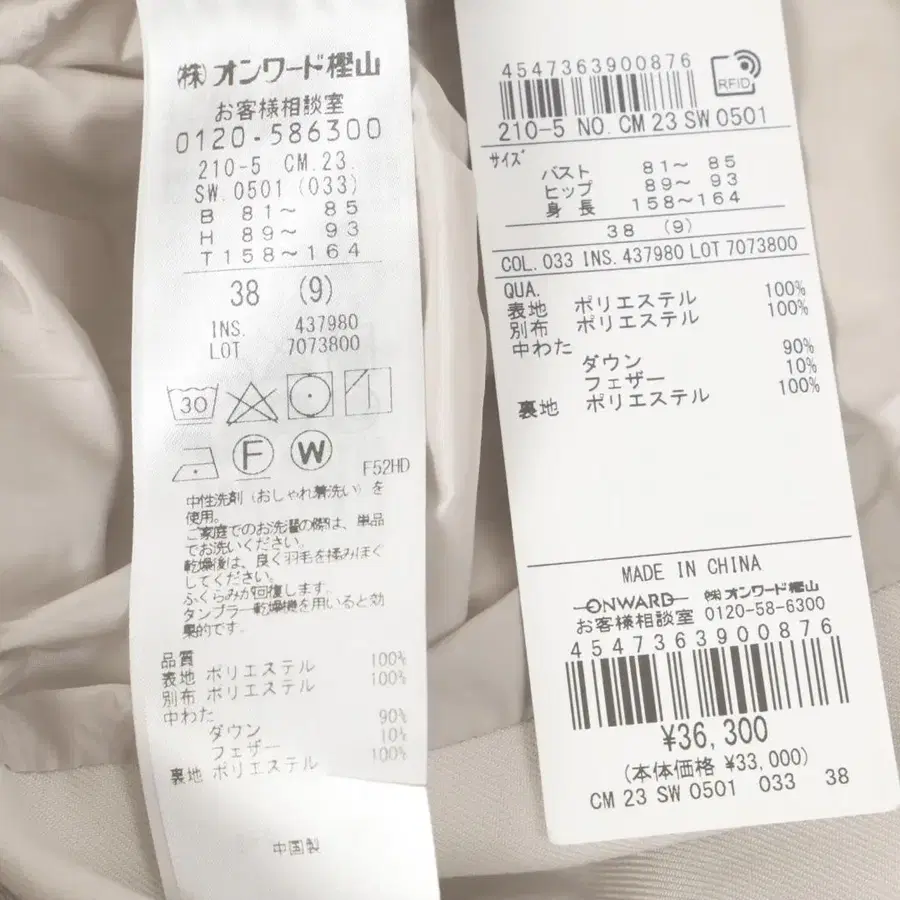 (株)オンワード樫山
お客様相談室
0120-586300
210-5 CM.23.
SW.0501(033)
B 81～ 85
H 89～ 93
T158～164
38 (9)
INS. 437980
LOT 7073800
30
F W F52HD
中性洗剤(おしゃれ着洗い)を
使用。
ご家庭でのお洗濯の際は、単品
でお洗いください。
乾燥後は、良く羽毛を揉みほぐ
してください。
ふくらみが回復します。
タンブラー乾燥機を用いると効
果的です。
品質
表地 ポリエステル 100%
別布 ポリエステル 100%
中わた
ダウン 90%
フェザー 10%
裏地 ポリエステル 100%
中国製
4547363900876
RFID
210-5 NO. CM 23 SW 0501
サイズ
バスト 81～ 85
ヒップ 89～ 93
身長 158～164
38 (9)
COL. 033 INS. 437980 LOT 7073800
QUA.
表地 ポリエステル 100%
別布 ポリエステル 100%
中わた
ダウン 90%
フェザー 10%
裏地 ポリエステル 100%
MADE IN CHINA
ONWARD ㈱オンワード樫山
お客様相談室 0120-58-6300
4547363900876
¥36,300
(本体価格 ¥33,000)
CM 23 SW 0501 033 38